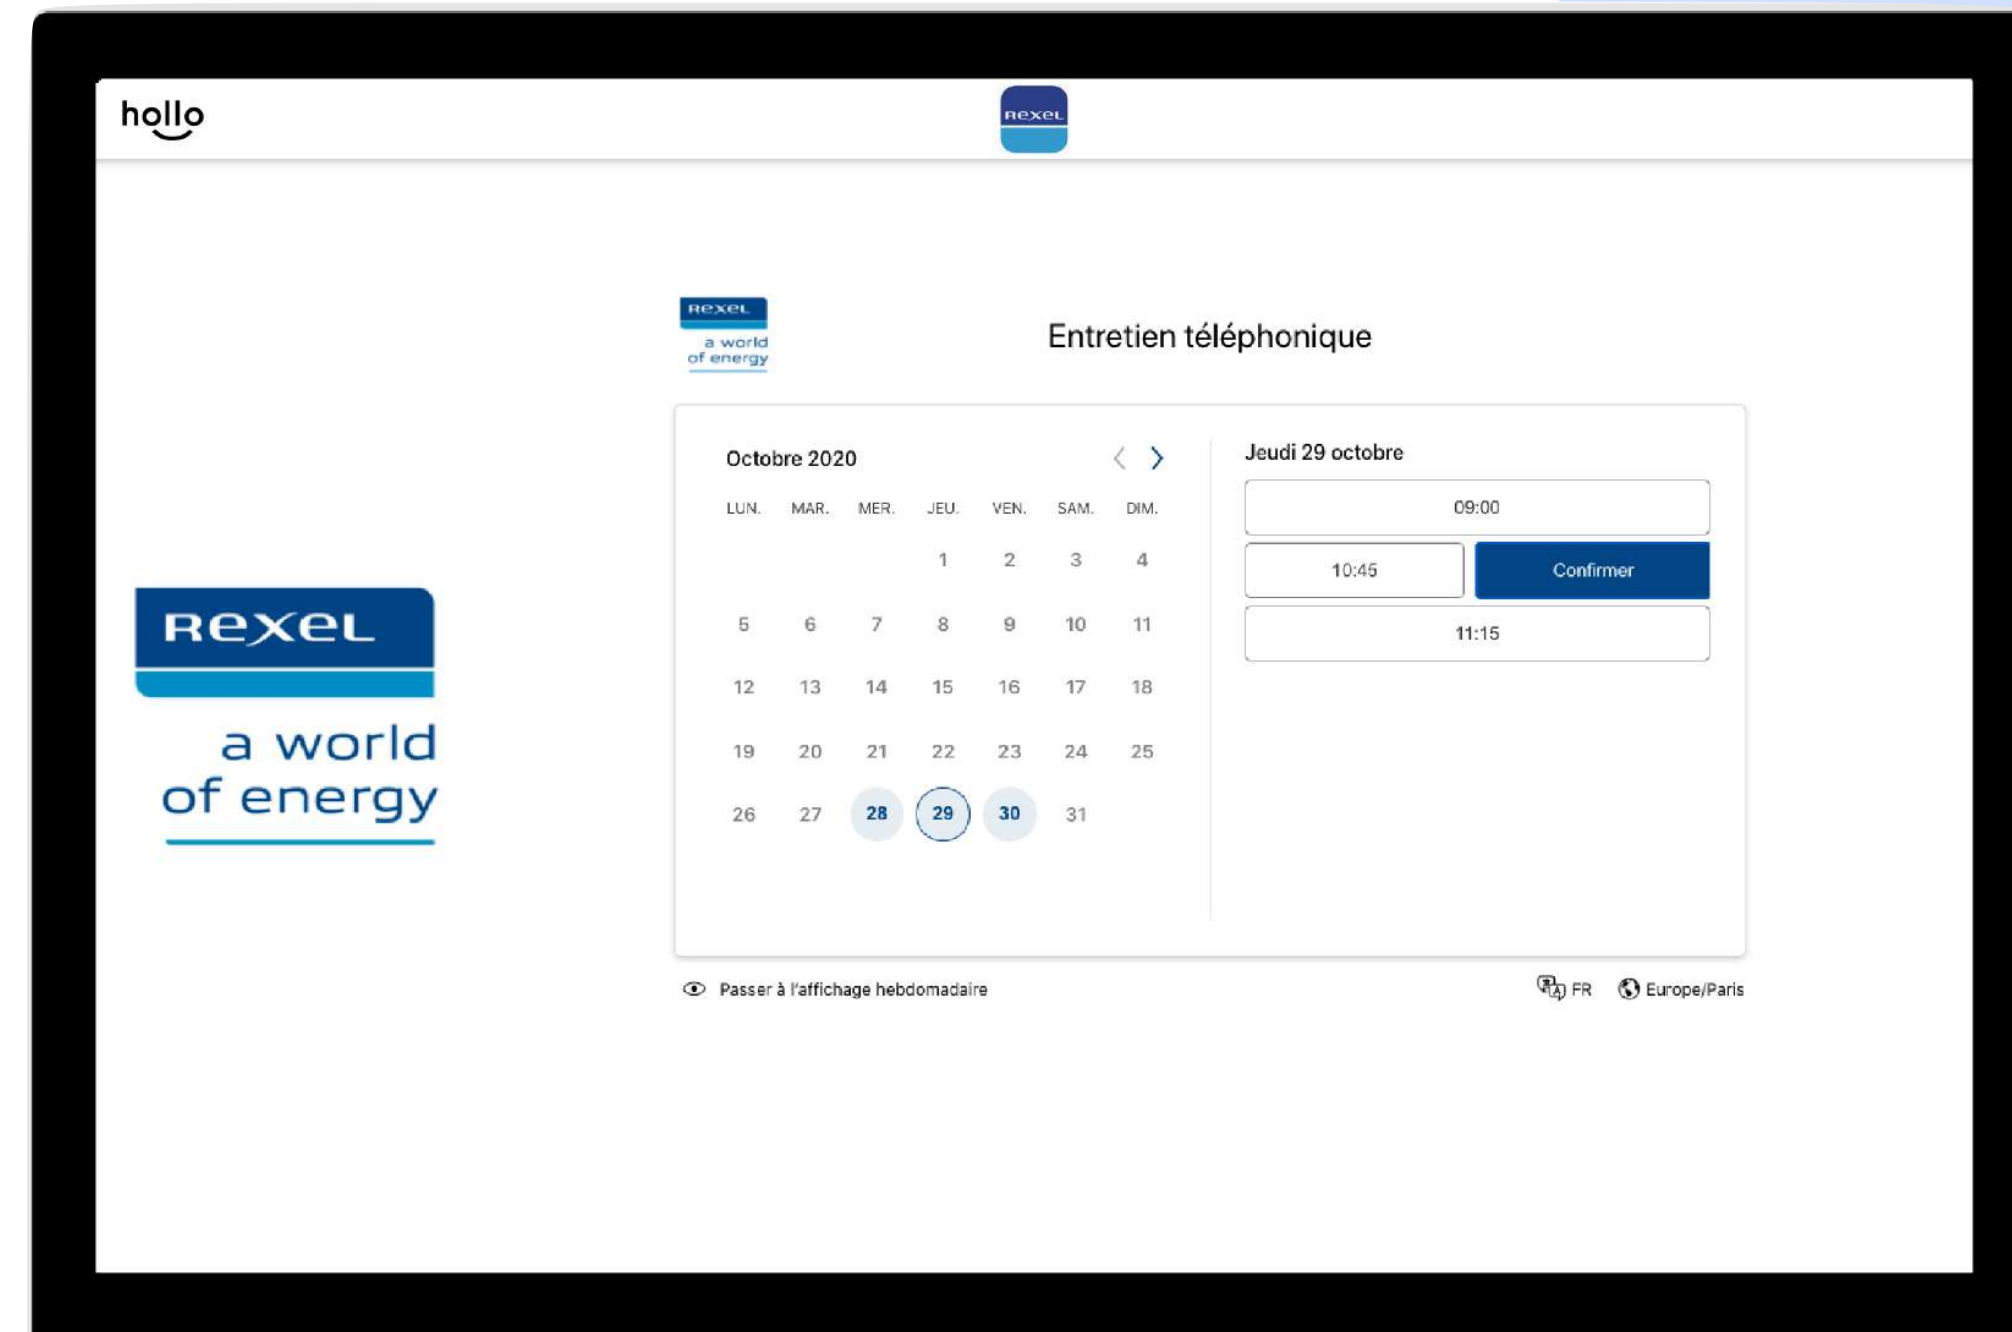 hollo
REXEL
REXEL
a world
of energy
Entretien téléphonique
Octobre 2020
LUN. MAR. MER. JEU. VEN. SAM. DIM.
1 2 3 4
5 6 7 8 9 10 11
12 13 14 15 16 17 18
19 20 21 22 23 24 25
26 27 28 29 30 31
Jeudi 29 octobre
09:00
10:45 Confirmer
11:15
Passer à l'affichage hebdomadaire
FR Europe/Paris
REXEL
a world
of energy